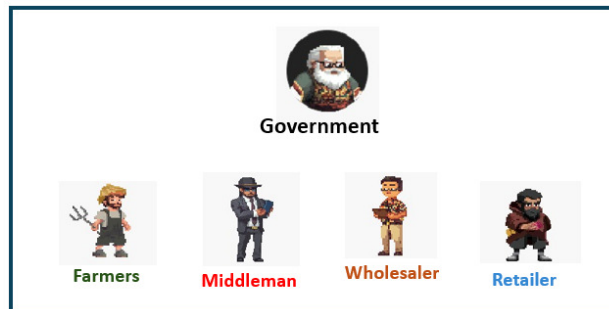 Government
Farmers
Middleman
Wholesaler
Retailer